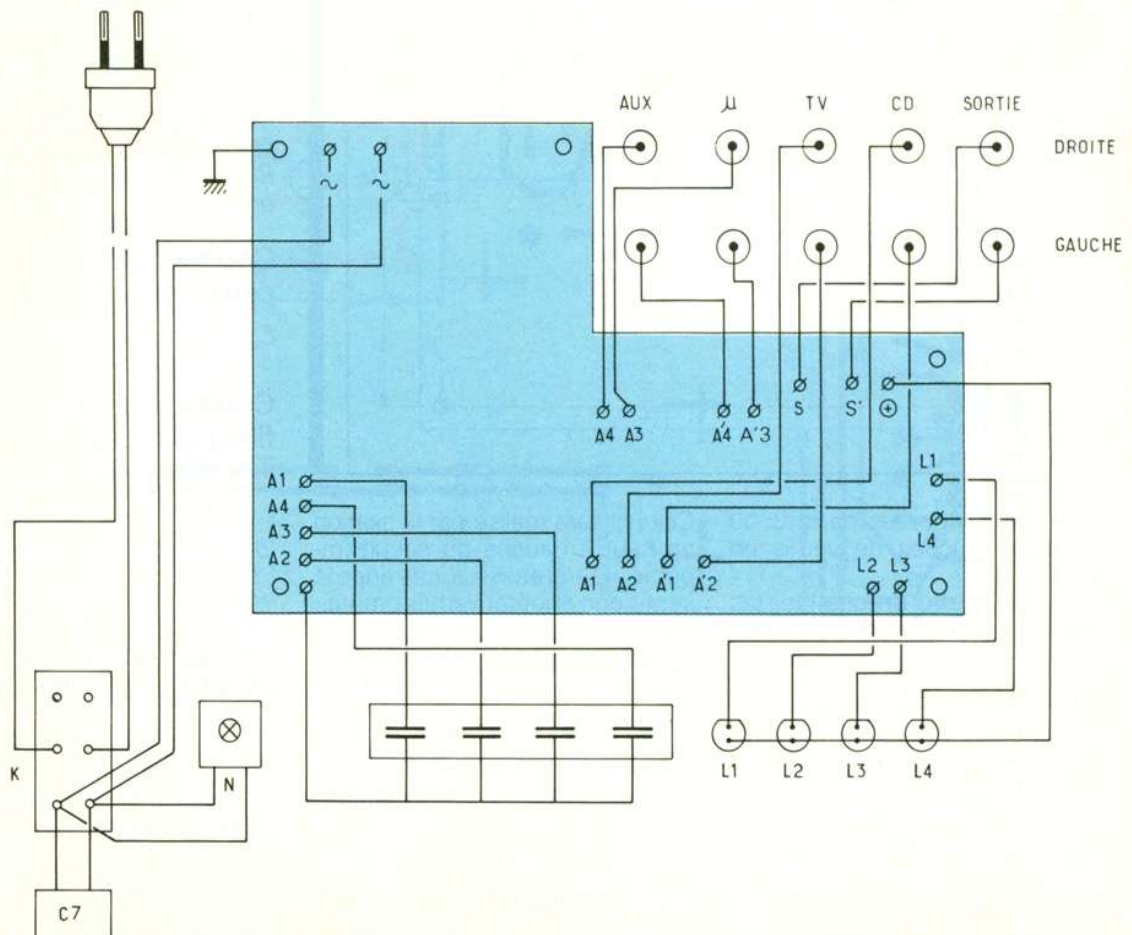 AUX μ TV CD SORTIE
DROITE
GAUCHE
~ ~
S S' ⊕
A4 A3 A'4 A'3
L1
A1
A4
A3
L4
A2
L2 L3
A1 A2 A'1 A'2
K
N
L1 L2 L3 L4
C7